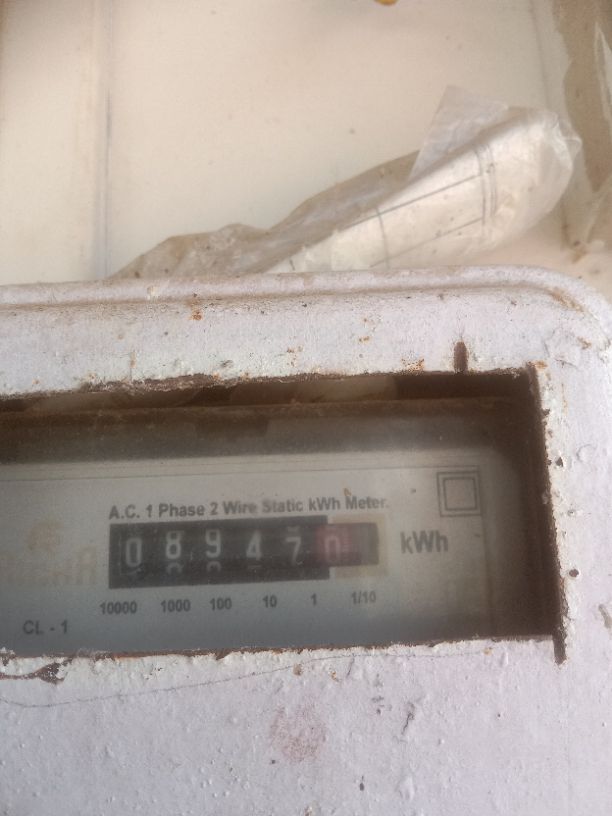 A.C. 1 Phase 2 Wire Static kWh Meter.
0 8 9 4 7 0 kWh
10000 1000 100 10 1 1/10
CL - 1